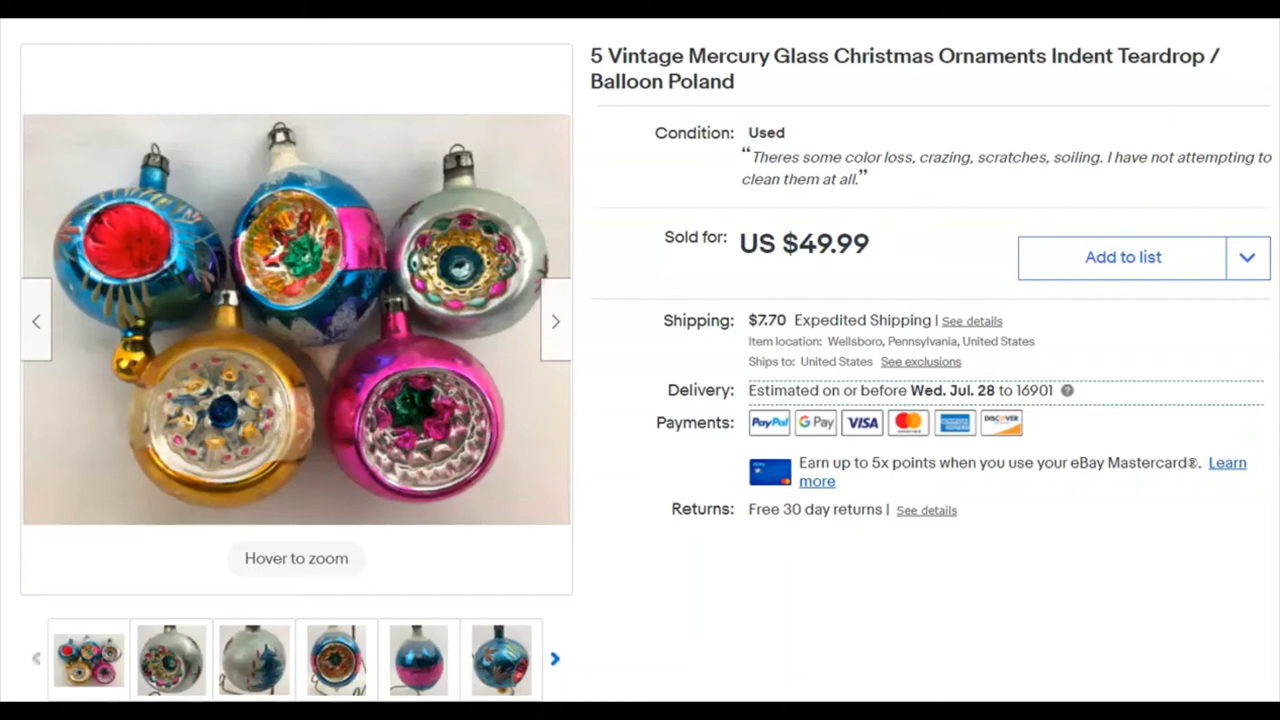 5 Vintage Mercury Glass Christmas Ornaments Indent Teardrop /
Balloon Poland
Condition: Used
“Theres some color loss, crazing, scratches, soiling. I have not attempting to
clean them at all.”
Sold for: US $49.99
Add to list
Shipping: $7.70 Expedited Shipping | See details
Item location: Wellsboro, Pennsylvania, United States
Ships to: United States See exclusions
Delivery: Estimated on or before Wed. Jul. 28 to 16901 ?
Payments: PayPal G Pay VISA DISCOVER
Earn up to 5x points when you use your eBay Mastercard®. Learn
more
Returns: Free 30 day returns | See details
Hover to zoom